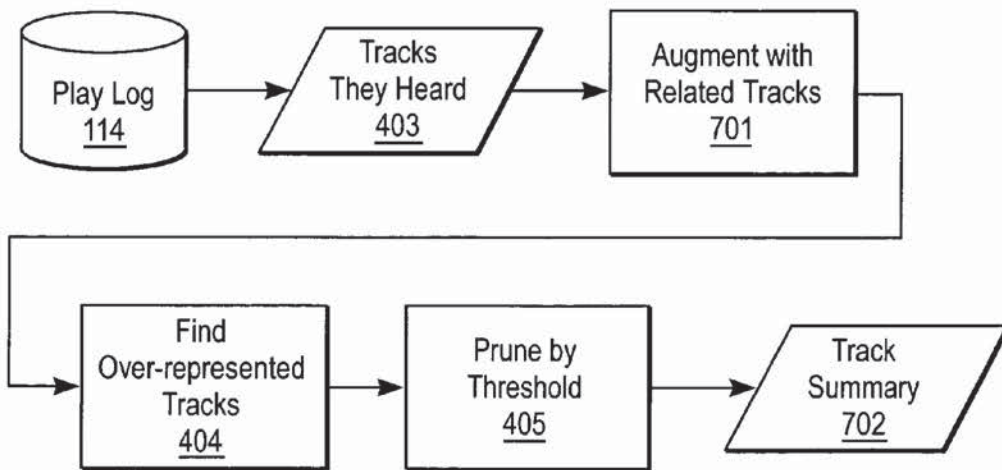 Play Log
114
Tracks
They Heard
403
Augment with
Related Tracks
701
Find
Over-represented
Tracks
404
Prune by
Threshold
405
Track
Summary
702